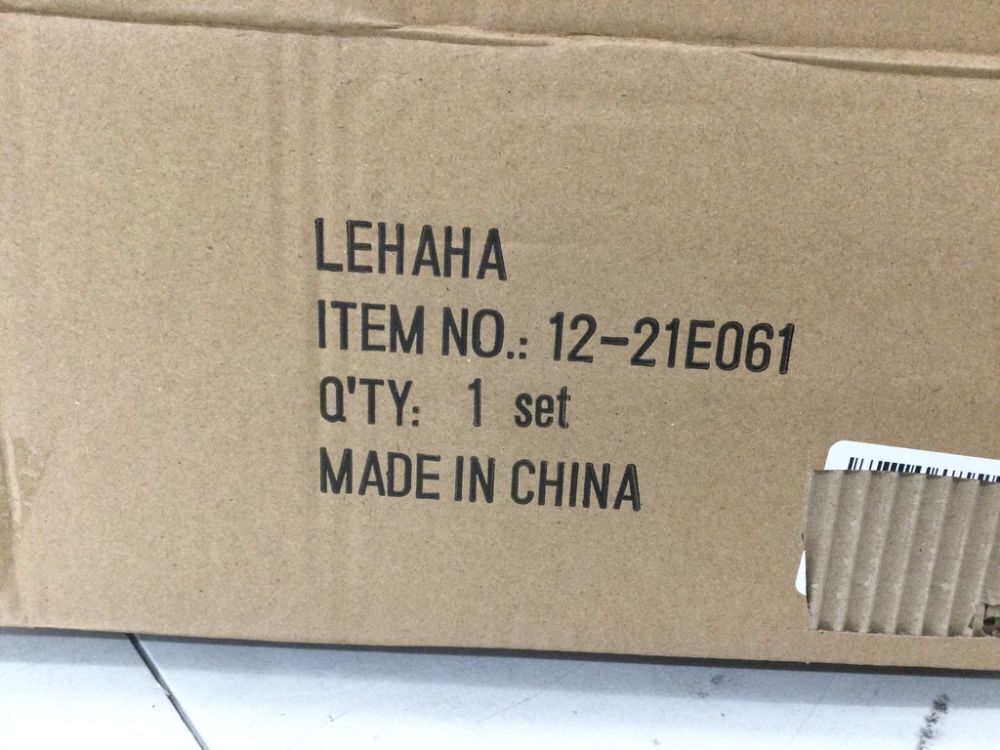 LEHAHA
ITEM NO.: 12-21E061
Q'TY: 1 set
MADE IN CHINA